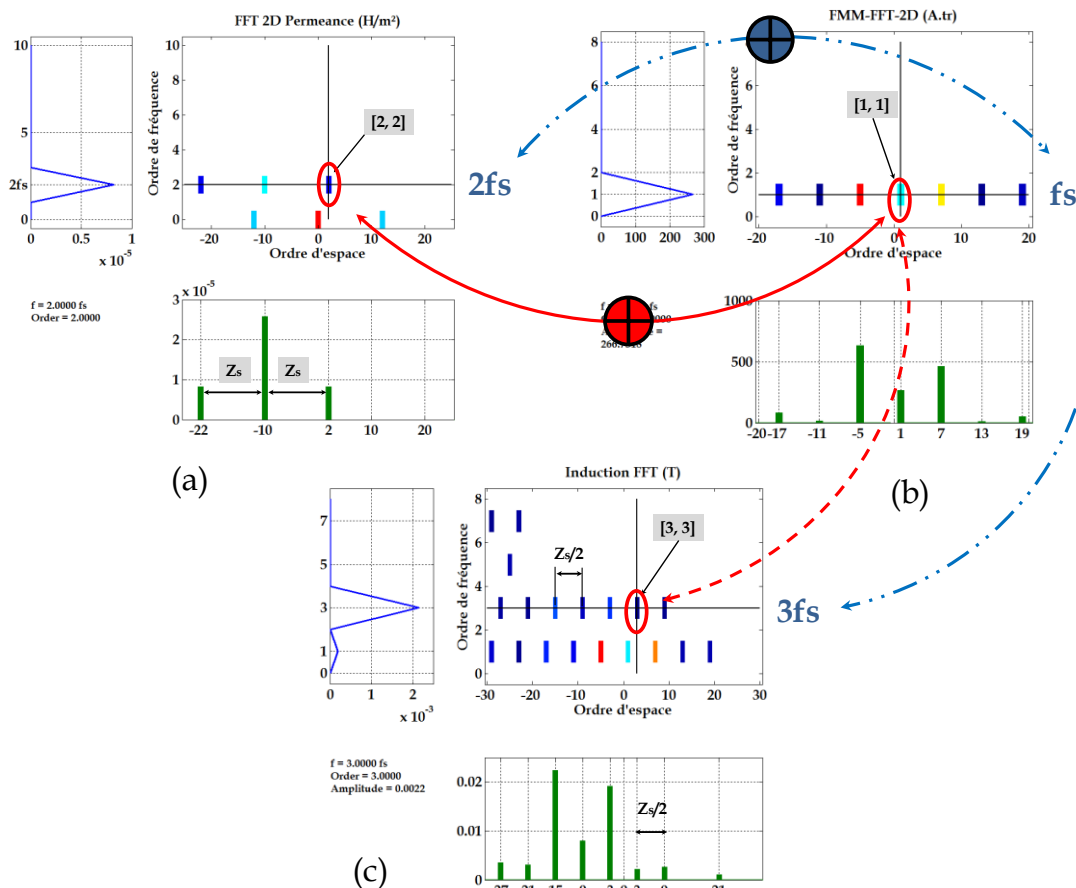 FFT 2D Permeance (H/m²)
10
5
2fs
0
0
0.5
1
x 10⁻⁵
Ordre de fréquence
10
8
6
4
2
0
[2, 2]
-22
-10
0
10
20
Ordre d'espace
2fs
f = 2.0000 fs
Order = 2.0000
3 x 10⁻⁵
2
1
0
Zs
Zs
-22
-10
2
10
20
(a)
FMM-FFT-2D (A.tr)
8
6
4
2
1
0
0
100
200
300
Ordre de fréquence
8
6
4
2
1
0
[1, 1]
-20
-10
0
10
20
Ordre d'espace
fs
1000
500
0
-20
-17
-11
-5
1
7
13
19
(b)
Induction FFT (T)
7
5
3
1
0
0
1
2
x 10⁻³
Ordre de fréquence
8
6
4
2
0
Zs/2
[3, 3]
-30
-20
-10
0
10
20
30
Ordre d'espace
3fs
f = 3.0000 fs
Order = 3.0000
Amplitude = 0.0022
0.02
0.01
0
Zs/2
(c)